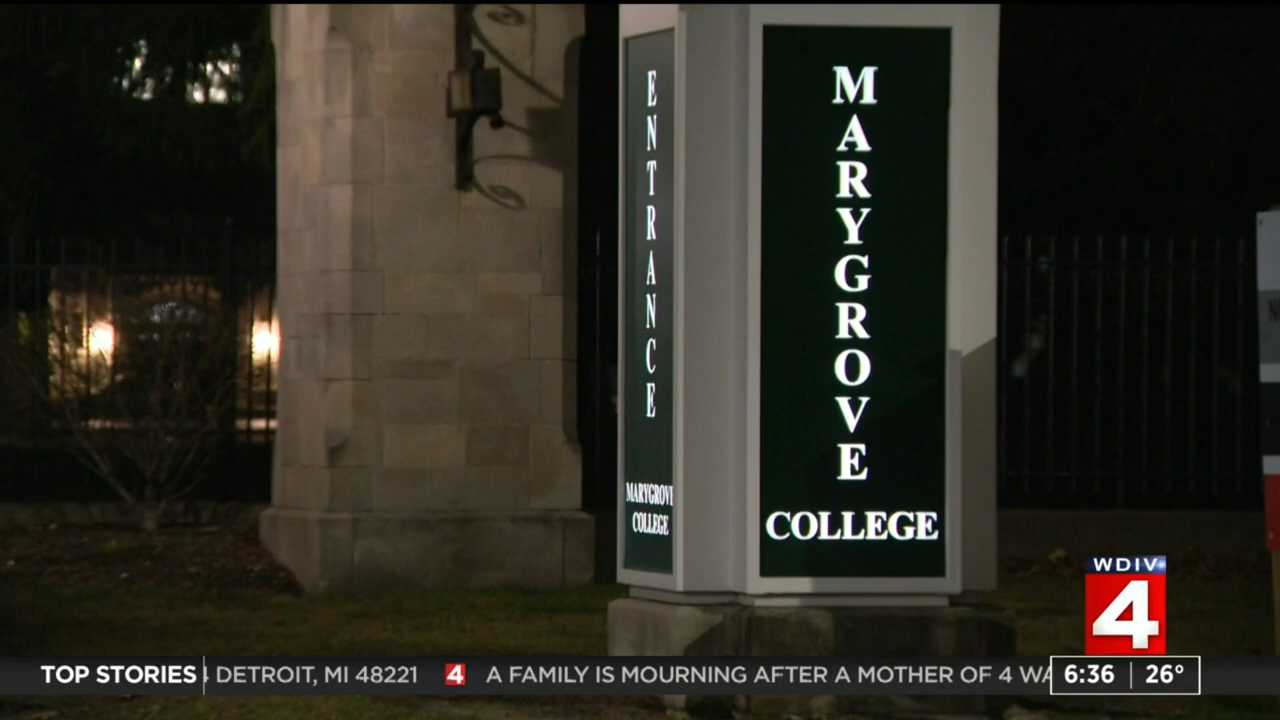 ENTRANCE
MARYGROVE
COLLEGE
MARYGROVE
COLLEGE
WDIV
4
TOP STORIES DETROIT, MI 48221 4 A FAMILY IS MOURNING AFTER A MOTHER OF 4 WA 6:36 26°